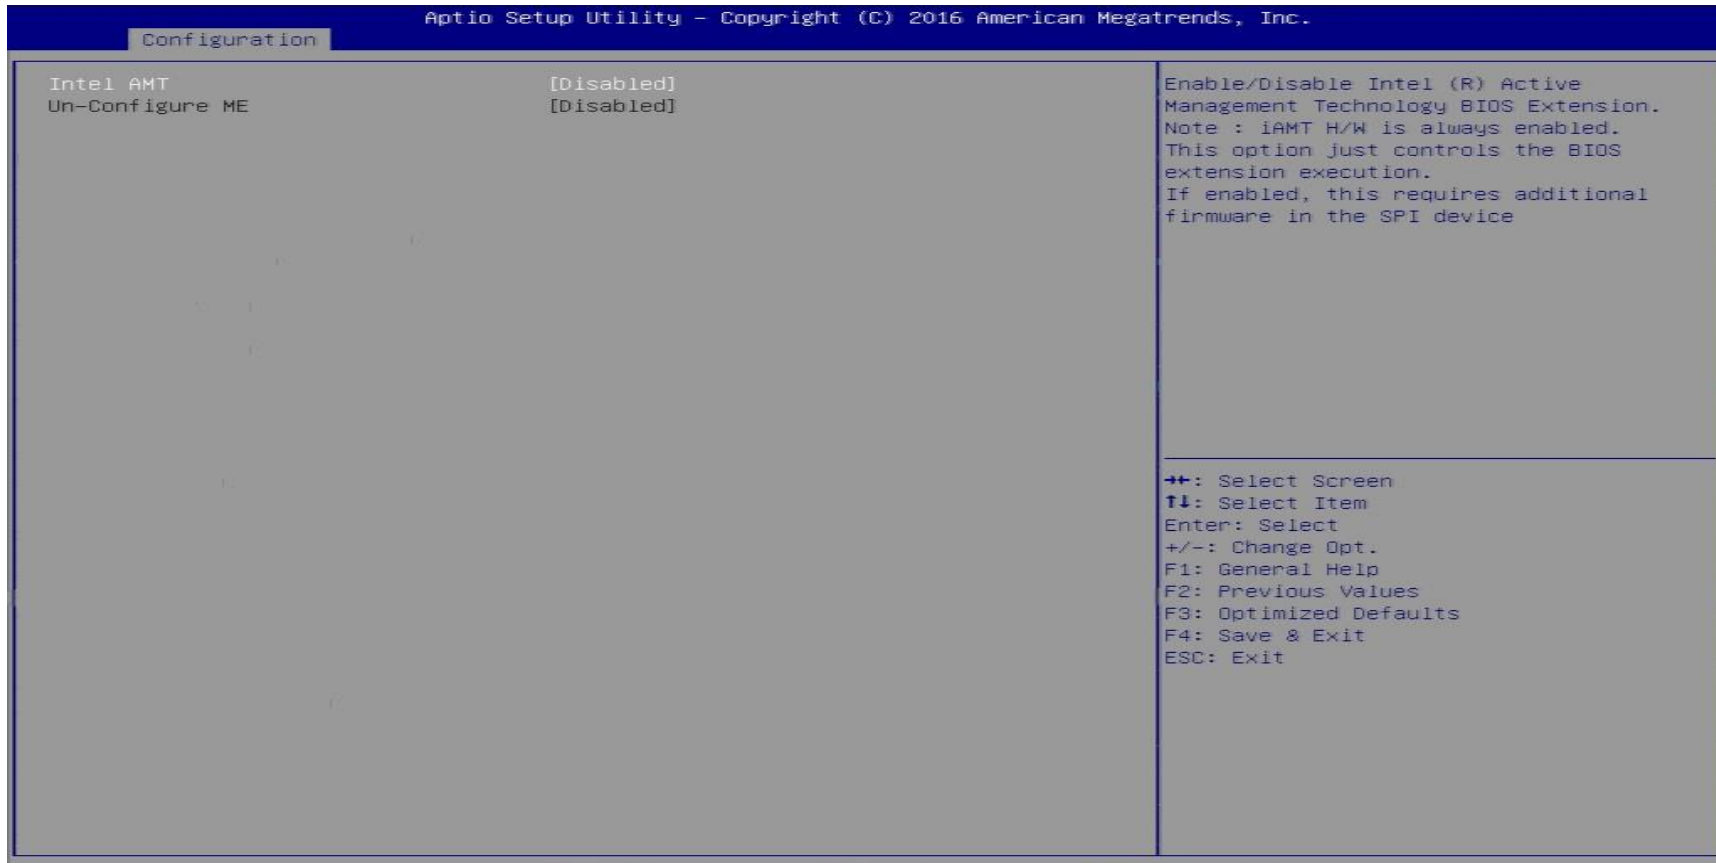 Aptio Setup Utility – Copyright (C) 2016 American Megatrends, Inc.
Configuration
Intel AMT [Disabled]
Un-Configure ME [Disabled]
Enable/Disable Intel (R) Active
Management Technology BIOS Extension.
Note : iAMT H/W is always enabled.
This option just controls the BIOS
extension execution.
If enabled, this requires additional
firmware in the SPI device
→←: Select Screen
↑↓: Select Item
Enter: Select
+/-: Change Opt.
F1: General Help
F2: Previous Values
F3: Optimized Defaults
F4: Save & Exit
ESC: Exit